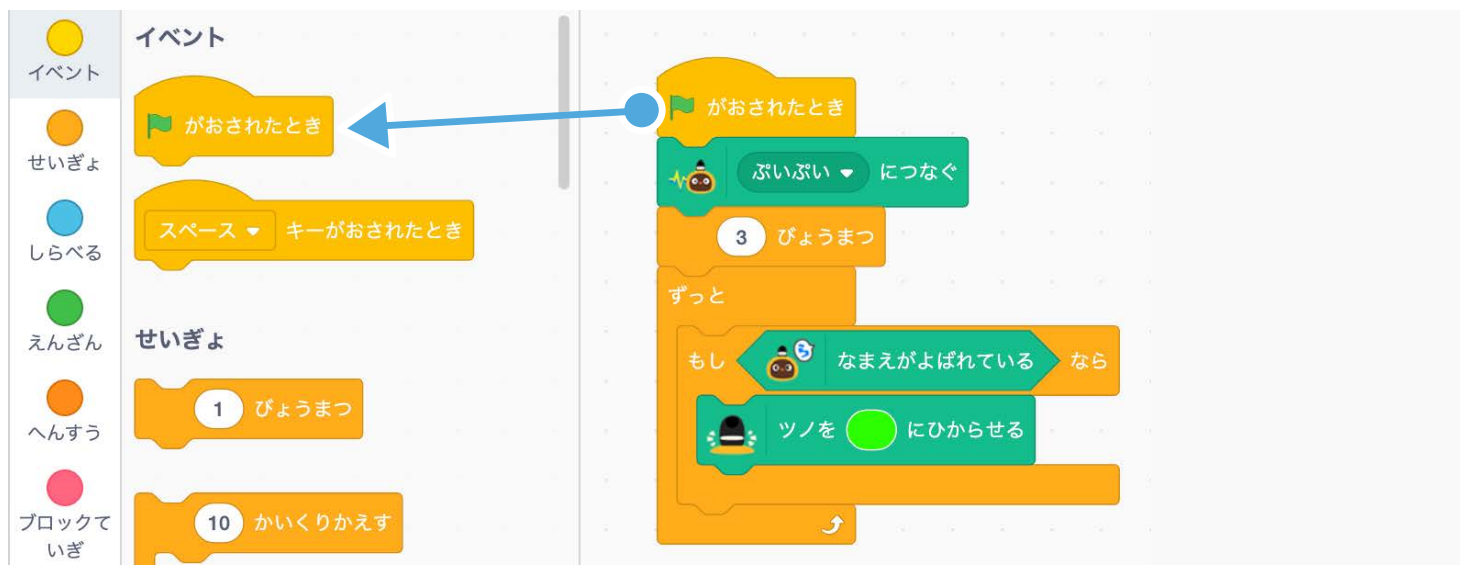 イベント
せいぎょ
しらべる
えんざん
へんすう
ブロックて
いぎ
イベント
がおされたとき
スペース キーがおされたとき
せいぎょ
1 びょうまつ
10 かいくりかえす
がおされたとき
ぷいぷい につなぐ
3 びょうまつ
ずっと
もし なまえがよばれている なら
ツノを にひからせる